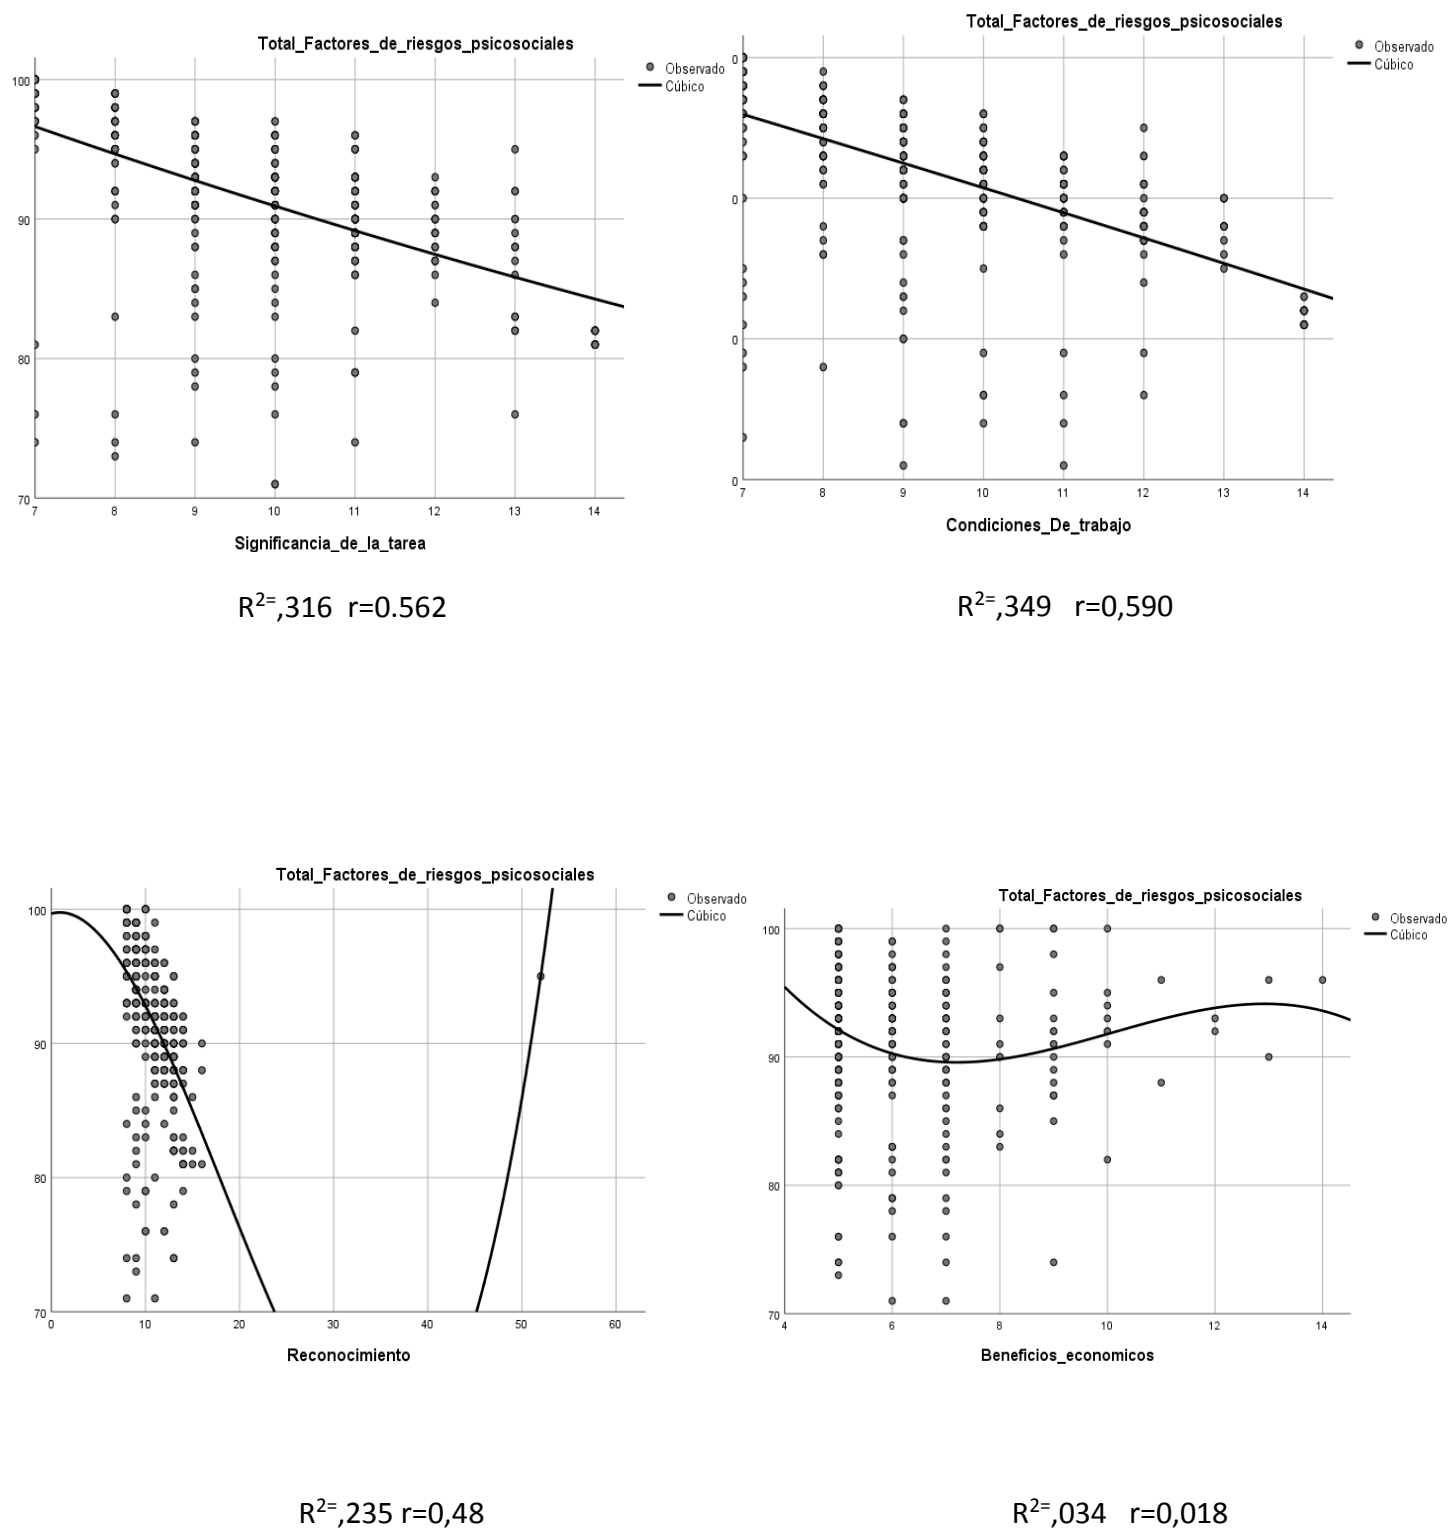 Total_Factores_de_riesgos_psicosociales
Observado
Cúbico
100
90
80
70
7 8 9 10 11 12 13 14
Significancia_de_la_tarea
R2=,316 r=0.562
Total_Factores_de_riesgos_psicosociales
Observado
Cúbico
0
0
0
0
7 8 9 10 11 12 13 14
Condiciones_De_trabajo
R2=,349 r=0,590
Total_Factores_de_riesgos_psicosociales
Observado
Cúbico
100
90
80
70
0 10 20 30 40 50 60
Reconocimiento
R2=,235 r=0,48
Total_Factores_de_riesgos_psicosociales
Observado
Cúbico
100
90
80
70
4 6 8 10 12 14
Beneficios_economicos
R2=,034 r=0,018